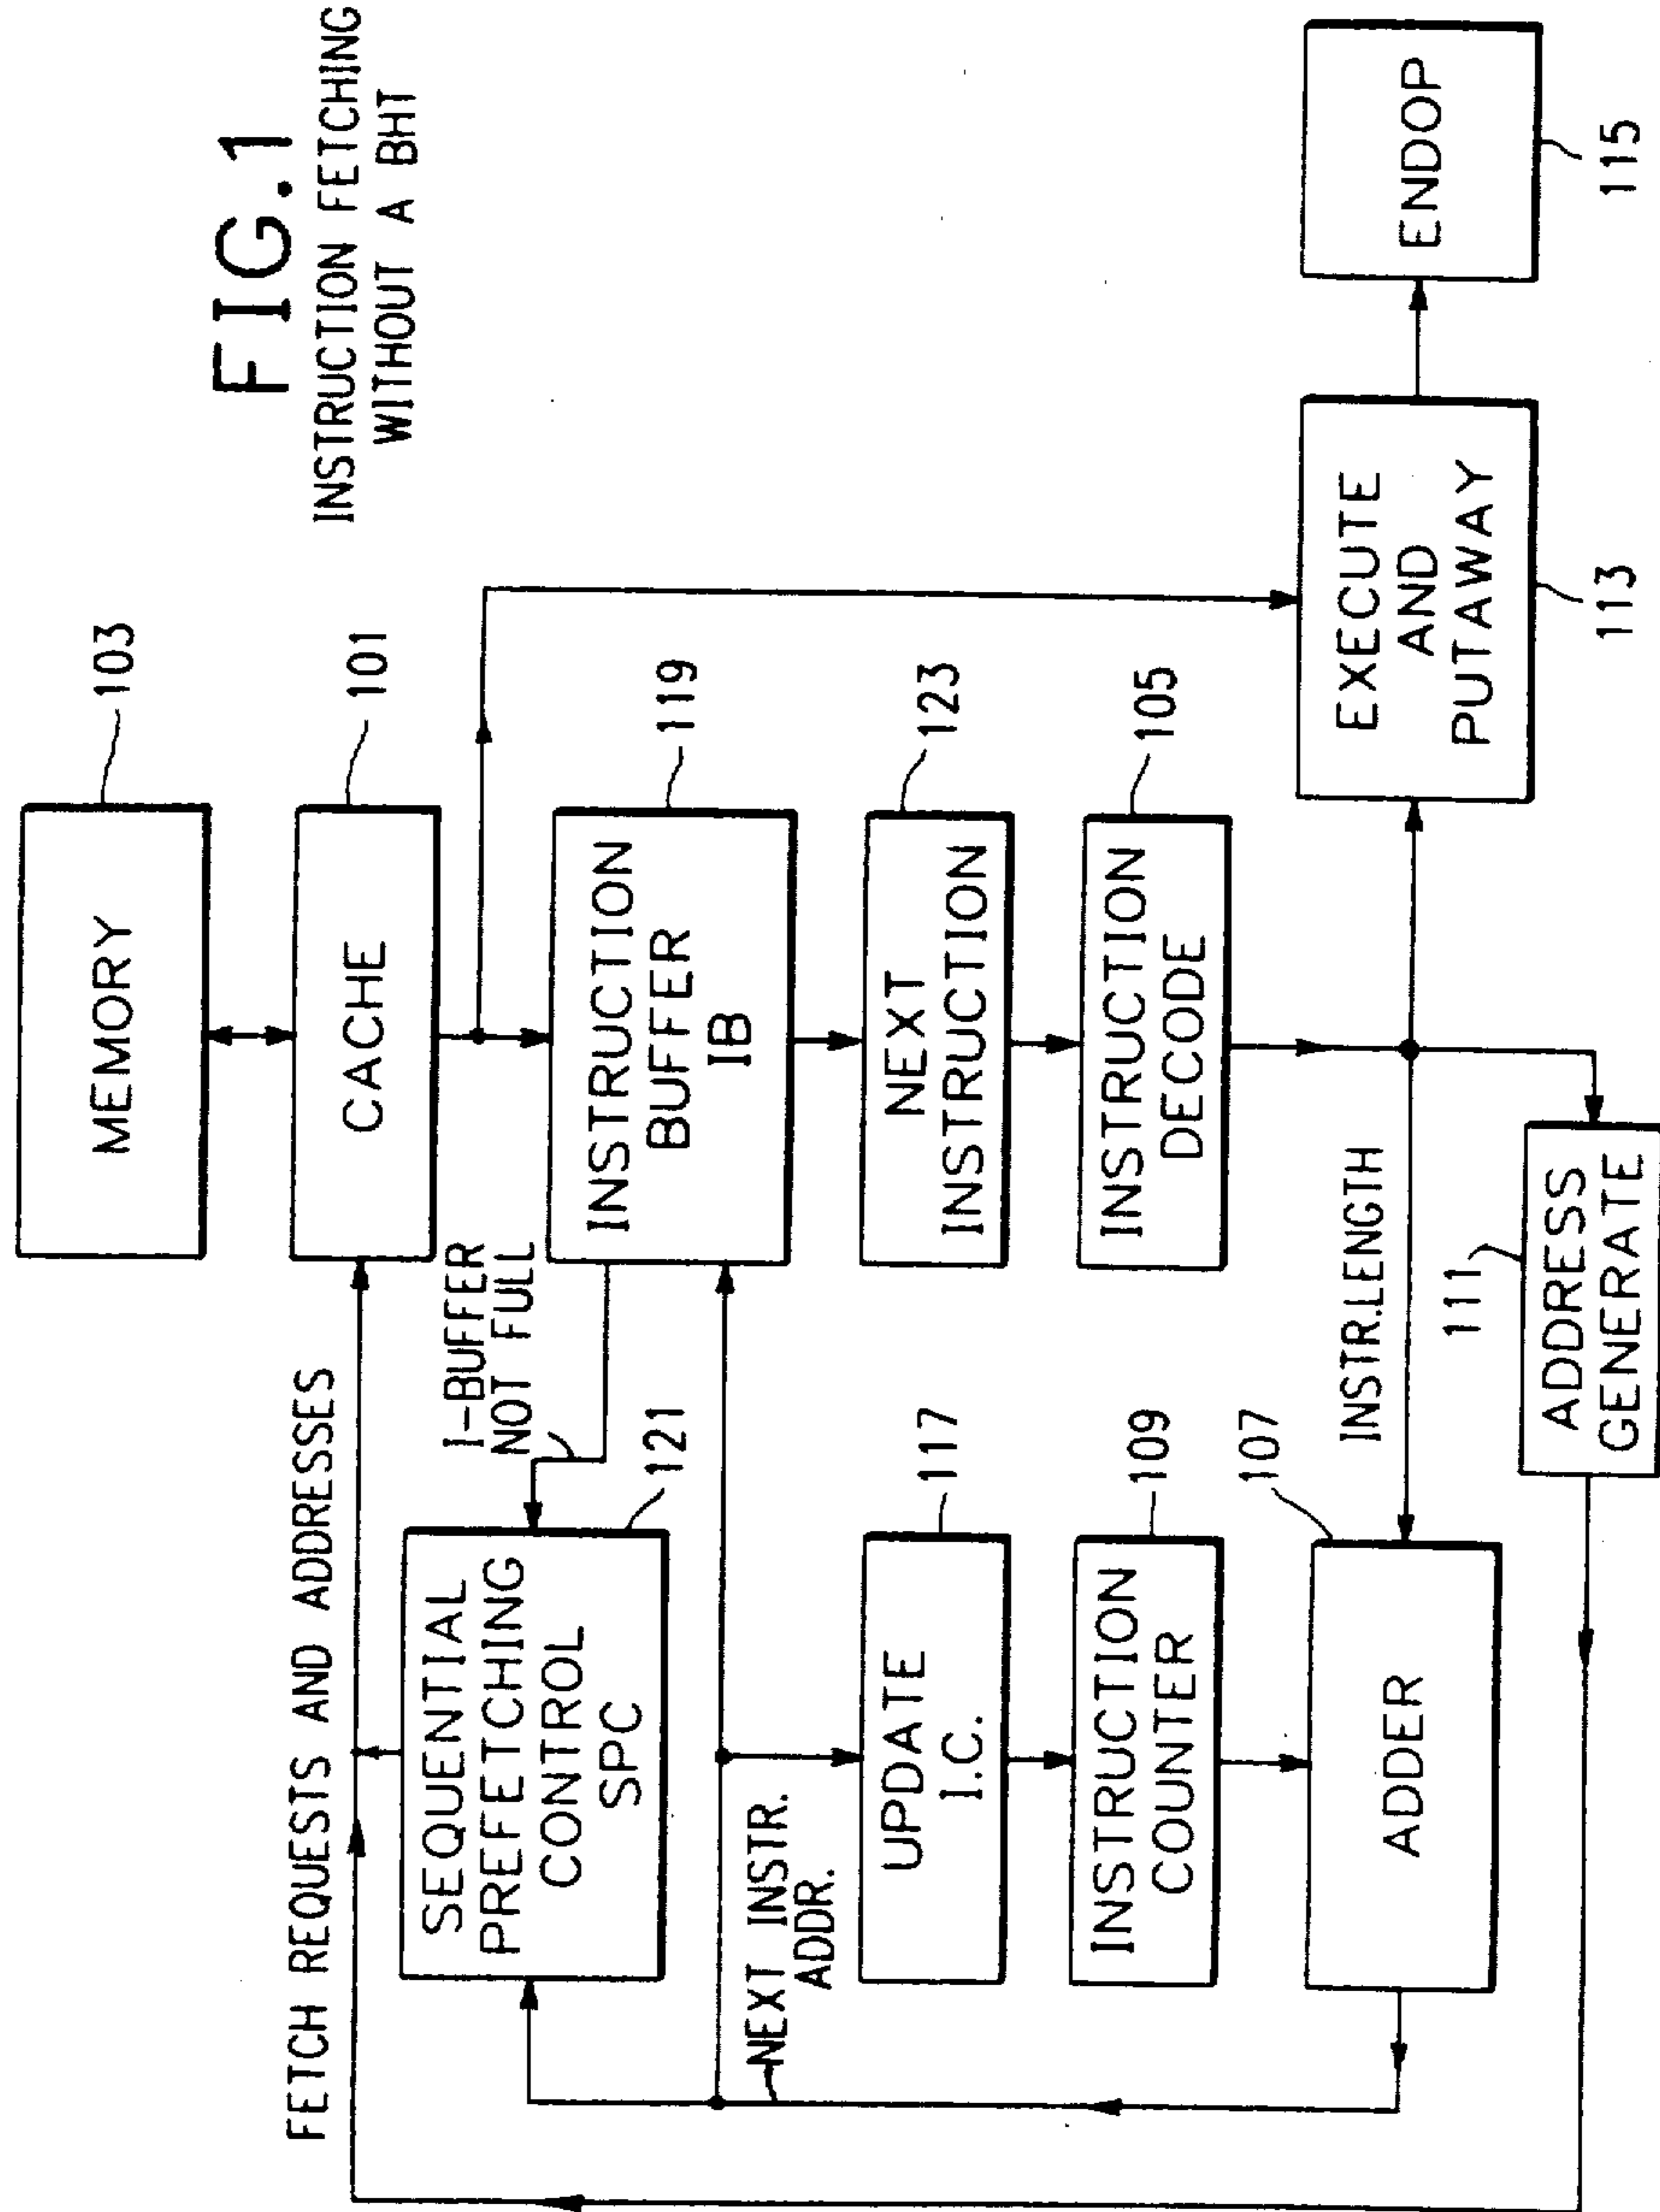 FIG.1
INSTRUCTION FETCHING
WITHOUT A BHT
MEMORY
103
FETCH REQUESTS AND ADDRESSES
CACHE
101
I-BUFFER
NOT FULL
SEQUENTIAL
PREFETCHING
CONTROL
SPC
121
INSTRUCTION
BUFFER
IB
119
NEXT INSTR.
ADDR.
UPDATE
I.C.
117
NEXT
INSTRUCTION
123
INSTRUCTION
COUNTER
109
INSTRUCTION
DECODE
105
ADDER
107
INSTR.LENGTH
ADDRESS
GENERATE
111
EXECUTE
AND
PUTAWAY
113
ENDOP
115